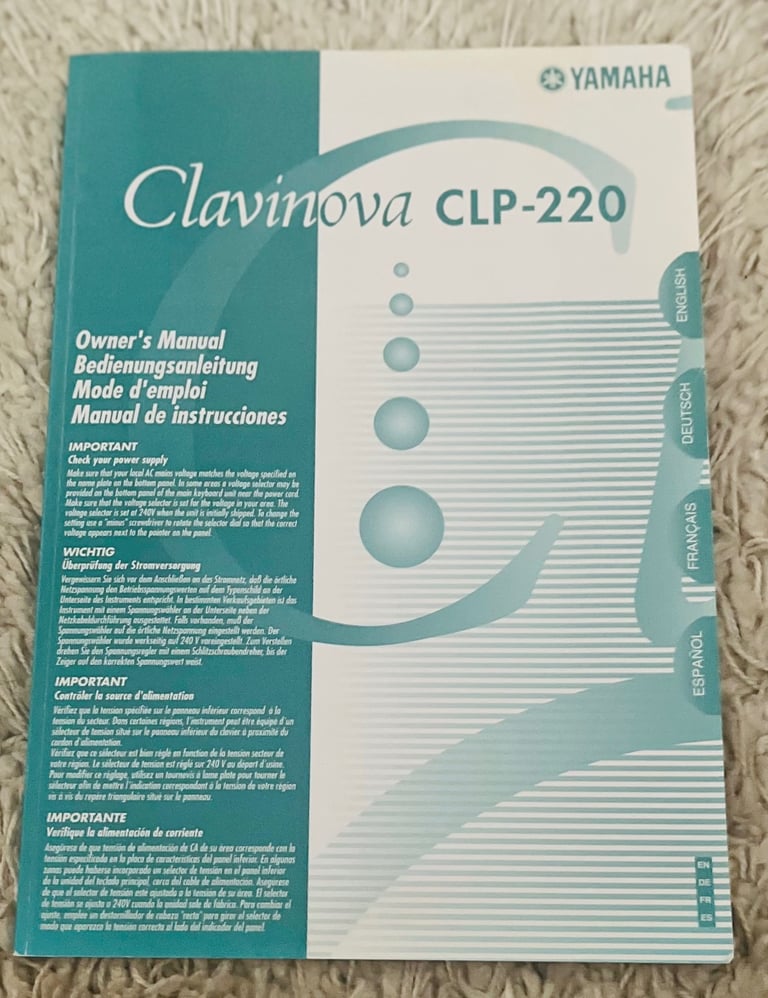 YAMAHA
Clavinova CLP-220
ENGLISH
DEUTSCH
FRANÇAIS
ESPAÑOL
Owner's Manual
Bedienungsanleitung
Mode d'emploi
Manual de instrucciones
IMPORTANT
Check your power supply
Make sure that your local AC mains voltage matches the voltage specified on
the name plate on the bottom panel. In some areas a voltage selector may be
provided on the bottom panel of the main keyboard unit near the power cord.
Make sure that the voltage selector is set for the voltage in your area. The
voltage selector is set at 240V when the unit is initially shipped. To change the
setting use a "minus" screwdriver to rotate the selector dial so that the correct
voltage appears next to the pointer on the panel.
WICHTIG
Überprüfung der Stromversorgung
Vergewissern Sie sich vor dem Anschließen an das Stromnetz, daß die örtliche
Netzspannung den Betriebsspannungswerten auf dem Typenschild an der
Unterseite des Instruments entspricht. In bestimmten Verkaufsgebieten ist das
Instrument mit einem Spannungswähler an der Unterseite neben der
Netzkabeldurchführung ausgestattet. Falls vorhanden, muß der
Spannungswähler auf die örtliche Netzspannung eingestellt werden. Der
Spannungswähler wurde werkseitig auf 240 V voreingestellt. Zum Verstellen
drehen Sie den Spannungsregler mit einem Schlitzschraubendreher, bis der
Zeiger auf den korrekten Spannungswert weist.
IMPORTANT
Contrôler la source d'alimentation
Vérifiez que la tension spécifiée sur le panneau inférieur correspond à la
tension du secteur. Dans certaines régions, l'instrument peut être équipé d'un
sélecteur de tension situé sur le panneau inférieur du clavier à proximité du
cordon d'alimentation.
Vérifiez que ce sélecteur est bien réglé en fonction de la tension secteur de
votre région. Le sélecteur de tension est réglé sur 240 V au départ d'usine.
Pour modifier ce réglage, utilisez un tournevis à lame plate pour tourner le
sélecteur afin de mettre l'indication correspondant à la tension de votre région
vis à vis du repère triangulaire situé sur le panneau.
IMPORTANTE
Verifique la alimentación de corriente
Asegúrese de que tensión de alimentación de CA de su área corresponde con la
tensión especificada en la placa de características del panel inferior. En algunas
zonas puede haberse incorporado un selector de tensión en el panel inferior
de la unidad del teclado principal, cerca del cable de alimentación. Asegúrese
de que el selector de tensión esté ajustado a la tensión de su área. El selector
de tensión se ajusta a 240V cuando la unidad sale de fábrica. Para cambiar el
ajuste, emplee un destornillador de cabeza "recta" para girar el selector de
modo que aparezca la tensión correcta al lado del indicador del panel.
EN
DE
FR
ES